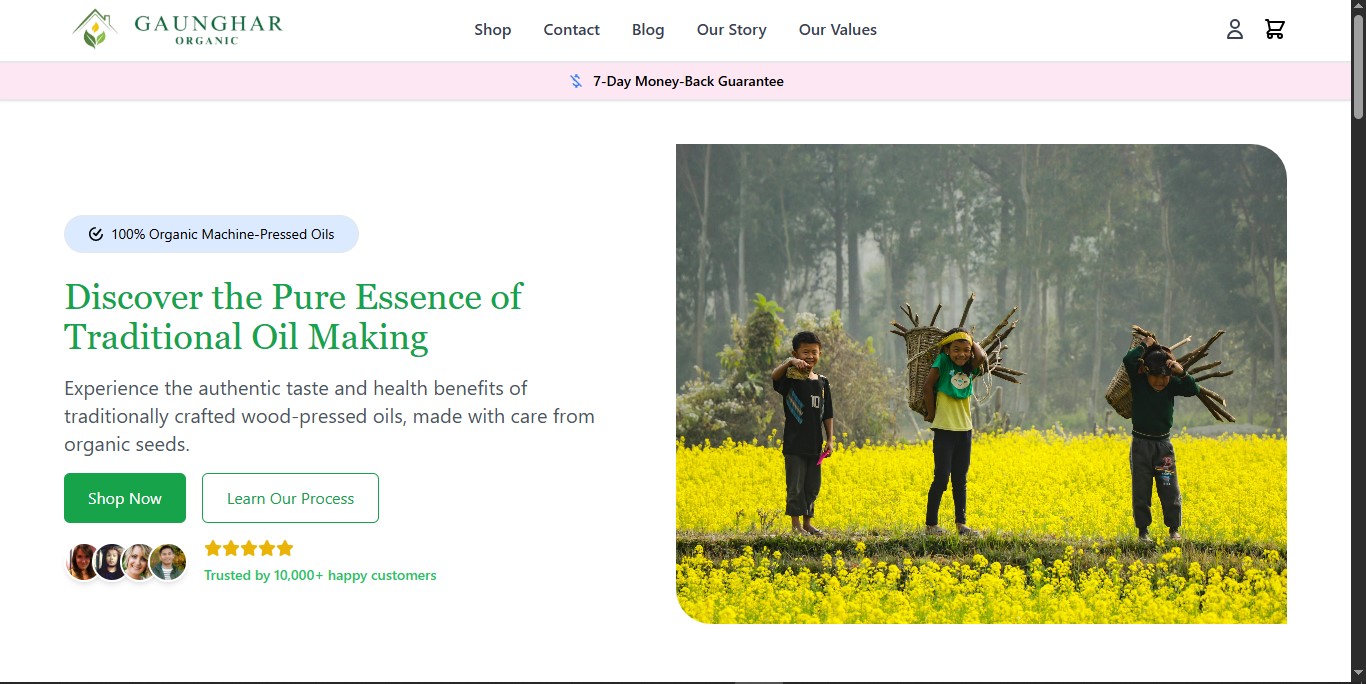 GAUNGHAR
ORGANIC
Shop Contact Blog Our Story Our Values
7-Day Money-Back Guarantee
100% Organic Machine-Pressed Oils
Discover the Pure Essence of
Traditional Oil Making
Experience the authentic taste and health benefits of
traditionally crafted wood-pressed oils, made with care from
organic seeds.
Shop Now Learn Our Process
Trusted by 10,000+ happy customers
10